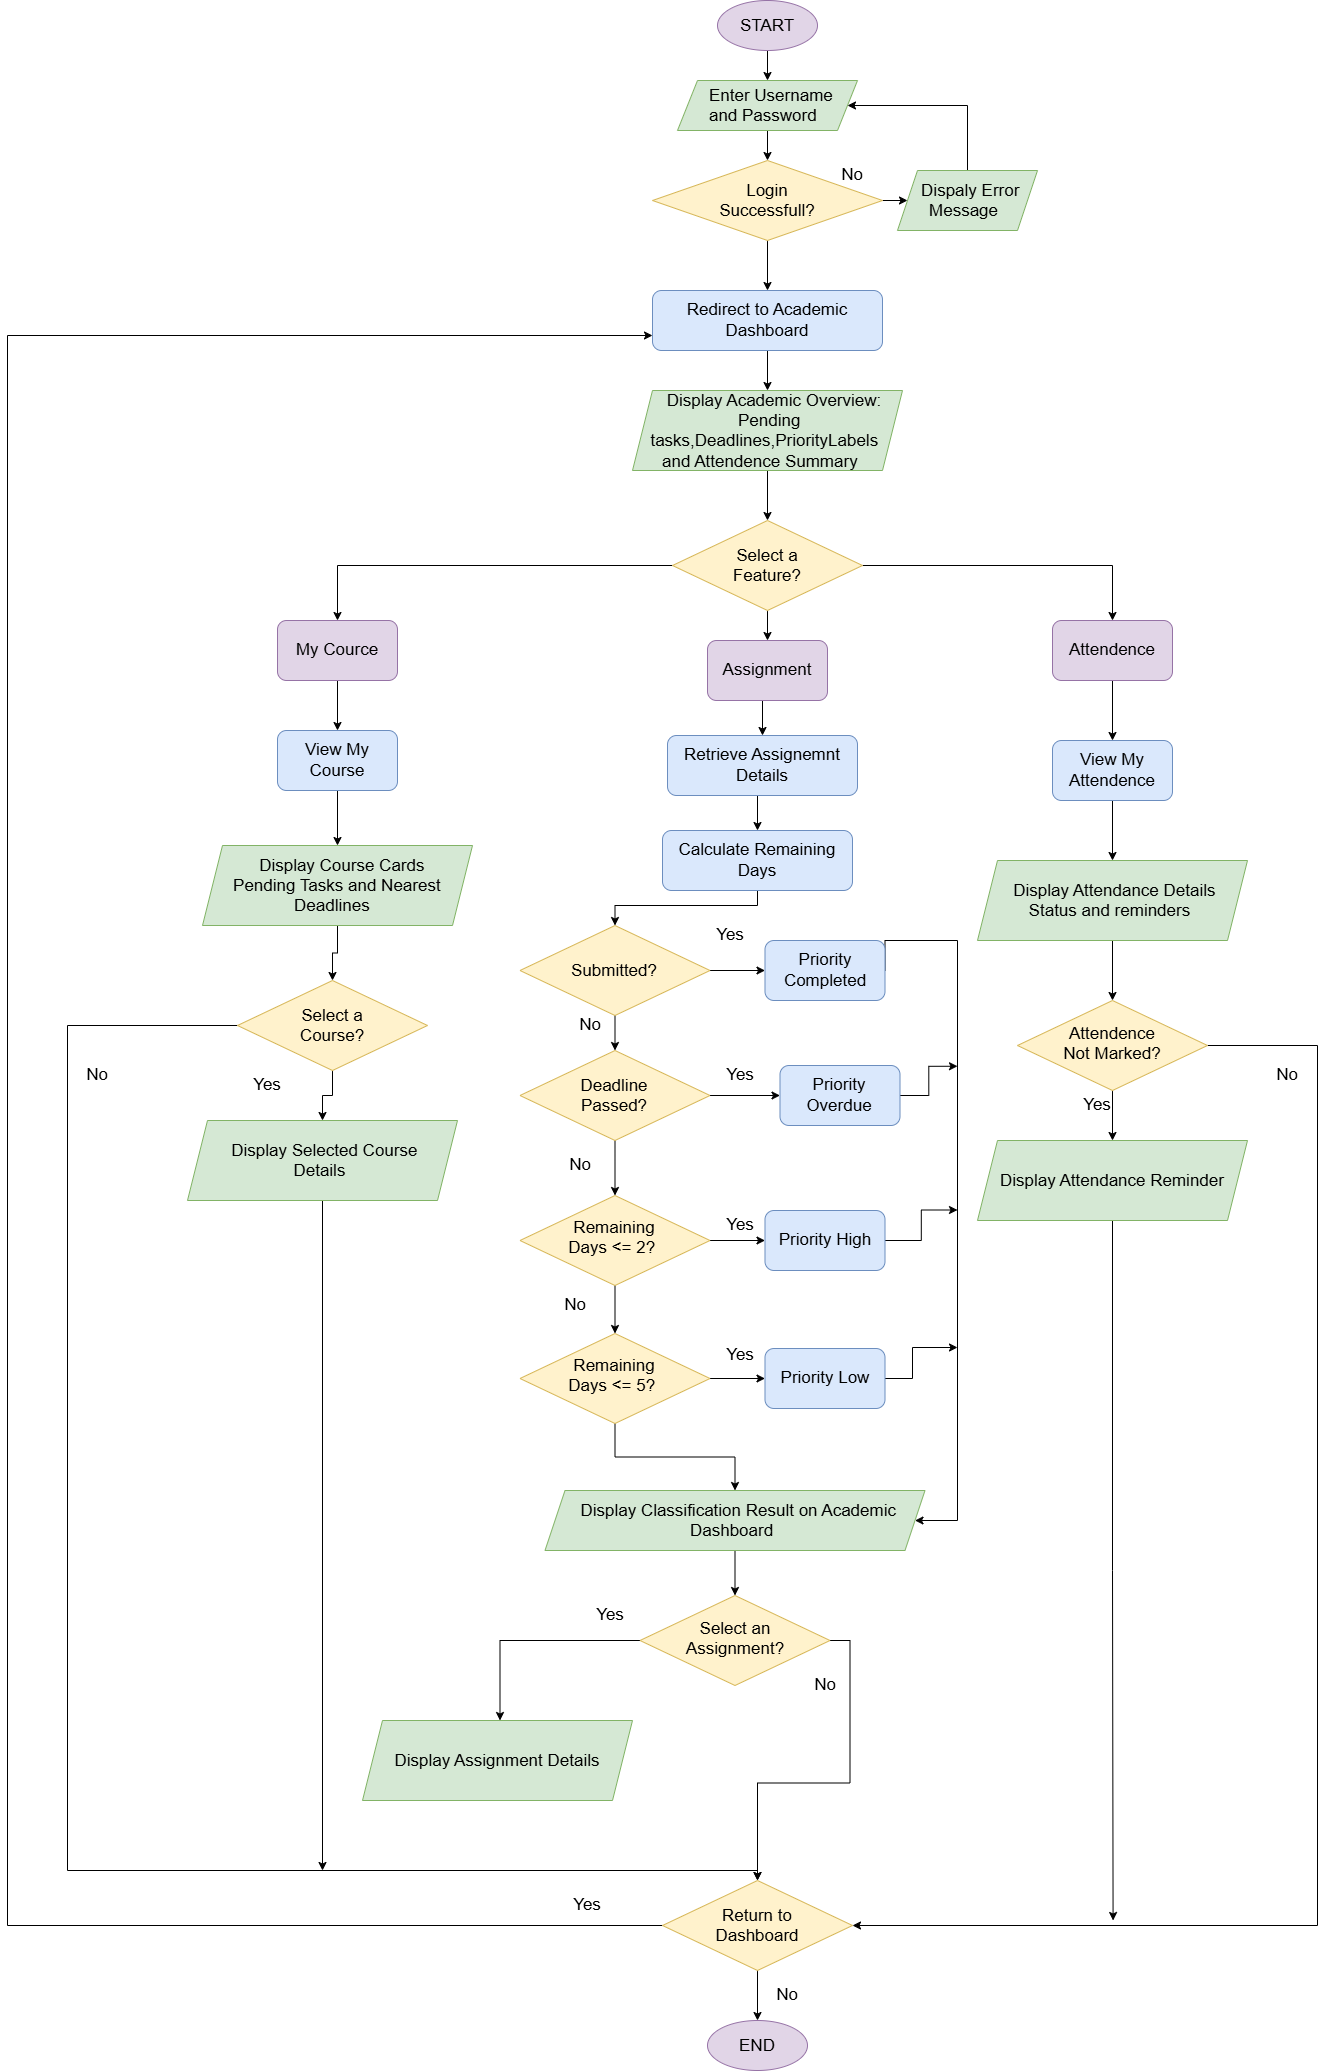 START
Enter Username
and Password
No
Login
Successfull?
Dispaly Error
Message
Redirect to Academic
Dashboard
Display Academic Overview:
Pending
tasks,Deadlines,PriorityLabels
and Attendence Summary
Select a
Feature?
My Cource
Assignment
Attendence
View My
Course
Retrieve Assignemnt
Details
View My
Attendence
Calculate Remaining
Days
Display Course Cards
Pending Tasks and Nearest
Deadlines
Display Attendance Details
Status and reminders
Submitted?
Yes
Priority
Completed
No
Select a
Course?
Attendence
Not Marked?
No
Yes
No
Deadline
Passed?
Yes
Priority
Overdue
Yes
Display Selected Course
Details
No
Display Attendance Reminder
Remaining
Days <= 2?
Yes
Priority High
No
Remaining
Days <= 5?
Yes
Priority Low
Display Classification Result on Academic
Dashboard
Yes
Select an
Assignment?
No
Display Assignment Details
Yes
Return to
Dashboard
No
END